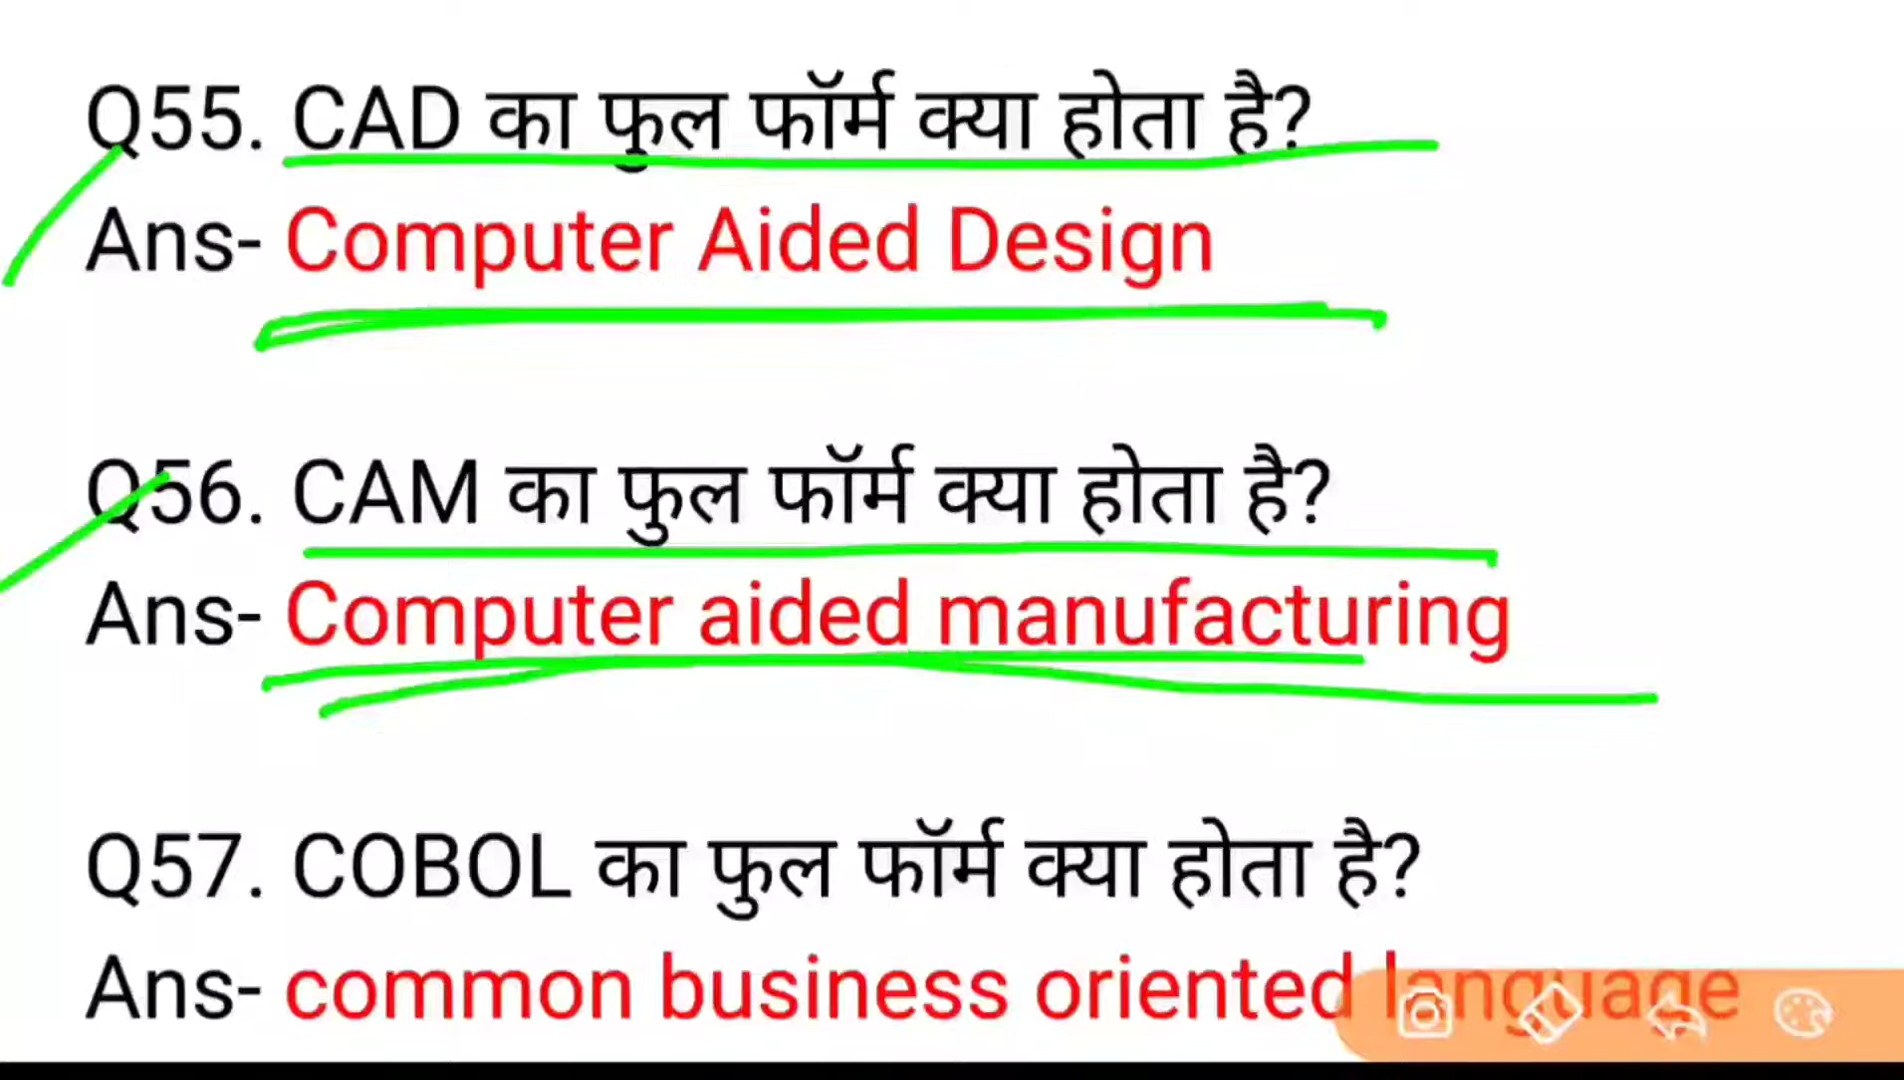 Q55. CAD का फुल फॉर्म क्या होता है?
Ans- Computer Aided Design
Q56. CAM का फुल फॉर्म क्या होता है?
Ans- Computer aided manufacturing
Q57. COBOL का फुल फॉर्म क्या होता है?
Ans- common business oriented language